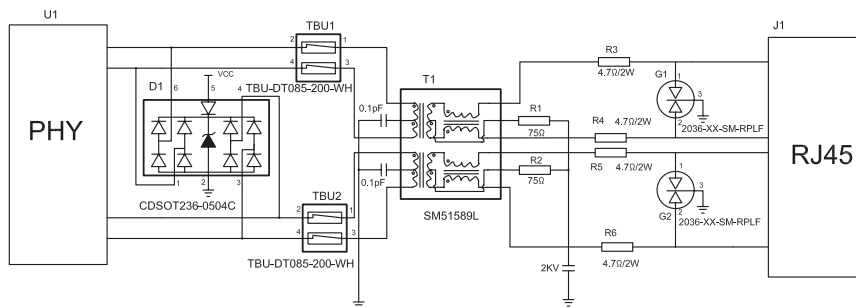 U1
PHY
TBU1
2
1
4
3
TBU-DT085-200-WH
D1
6
VCC
5
4
1
2
3
CDSOT236-0504C
TBU2
2
1
4
3
TBU-DT085-200-WH
0.1pF
0.1pF
T1
SM51589L
R1
75Ω
R2
75Ω
2KV
R3
4.7Ω/2W
R4
4.7Ω/2W
R5
4.7Ω/2W
R6
4.7Ω/2W
G1
1
3
2
2036-XX-SM-RPLF
1
3
G2
2
2036-XX-SM-RPLF
J1
RJ45